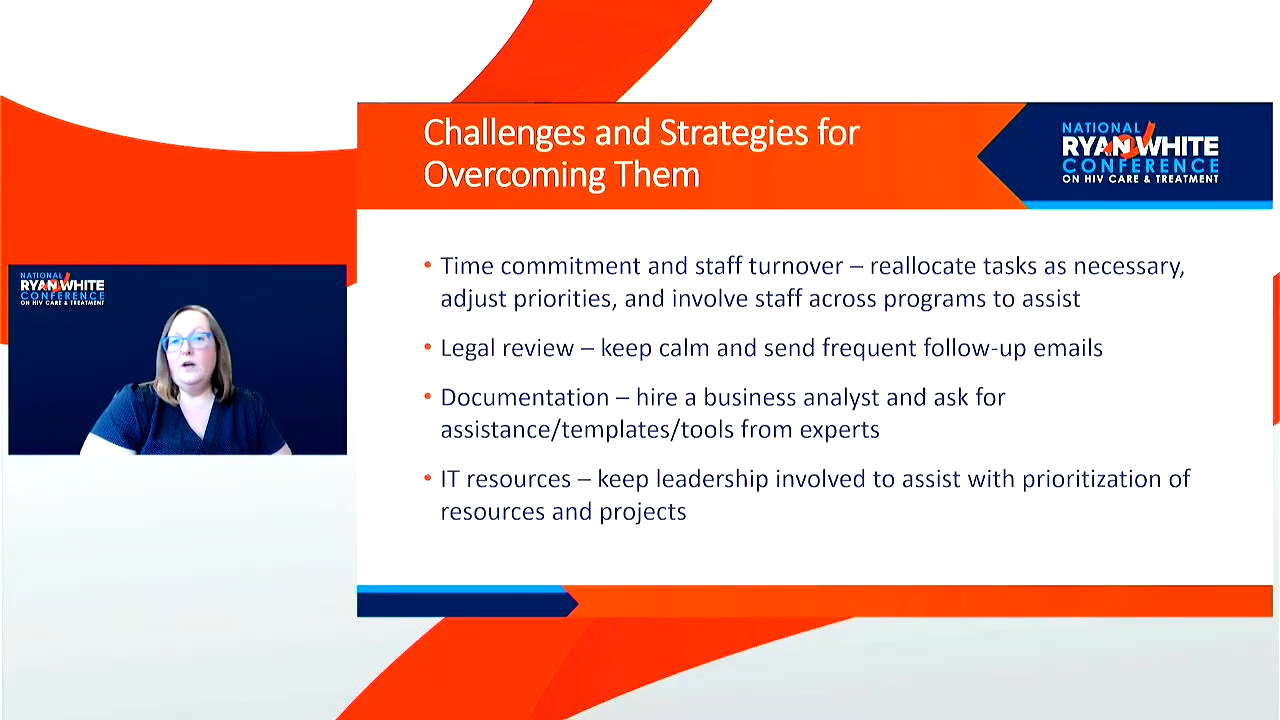 Challenges and Strategies for
Overcoming Them
NATIONAL
RYAN WHITE
CONFERENCE
ON HIV CARE & TREATMENT
• Time commitment and staff turnover – reallocate tasks as necessary,
adjust priorities, and involve staff across programs to assist
• Legal review – keep calm and send frequent follow-up emails
• Documentation – hire a business analyst and ask for
assistance/templates/tools from experts
• IT resources – keep leadership involved to assist with prioritization of
resources and projects
NATIONAL
RYAN WHITE
CONFERENCE
ON HIV CARE & TREATMENT